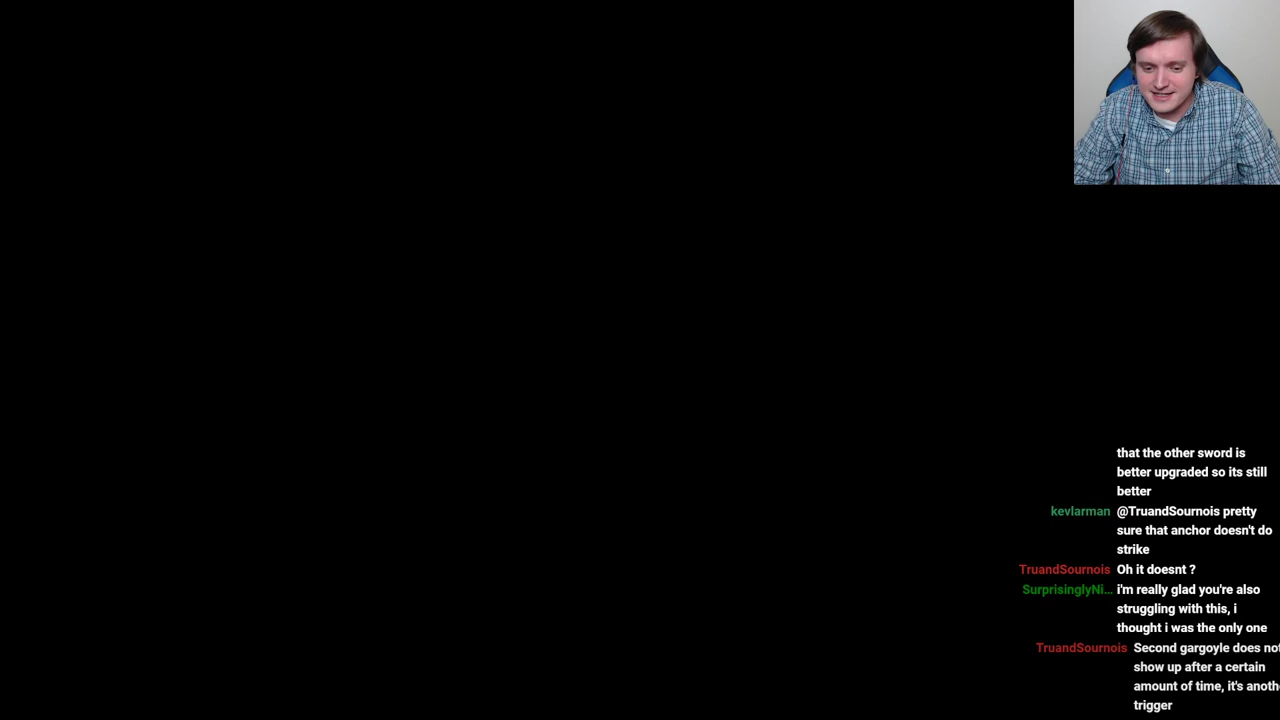 that the other sword is
better upgraded so its still
better
kevlarman @TruandSournois pretty
sure that anchor doesn't do
strike
TruandSournois Oh it doesnt ?
SurprisinglyNi... i'm really glad you're also
struggling with this, i
thought i was the only one
TruandSournois Second gargoyle does not
show up after a certain
amount of time, it's anoth
trigger